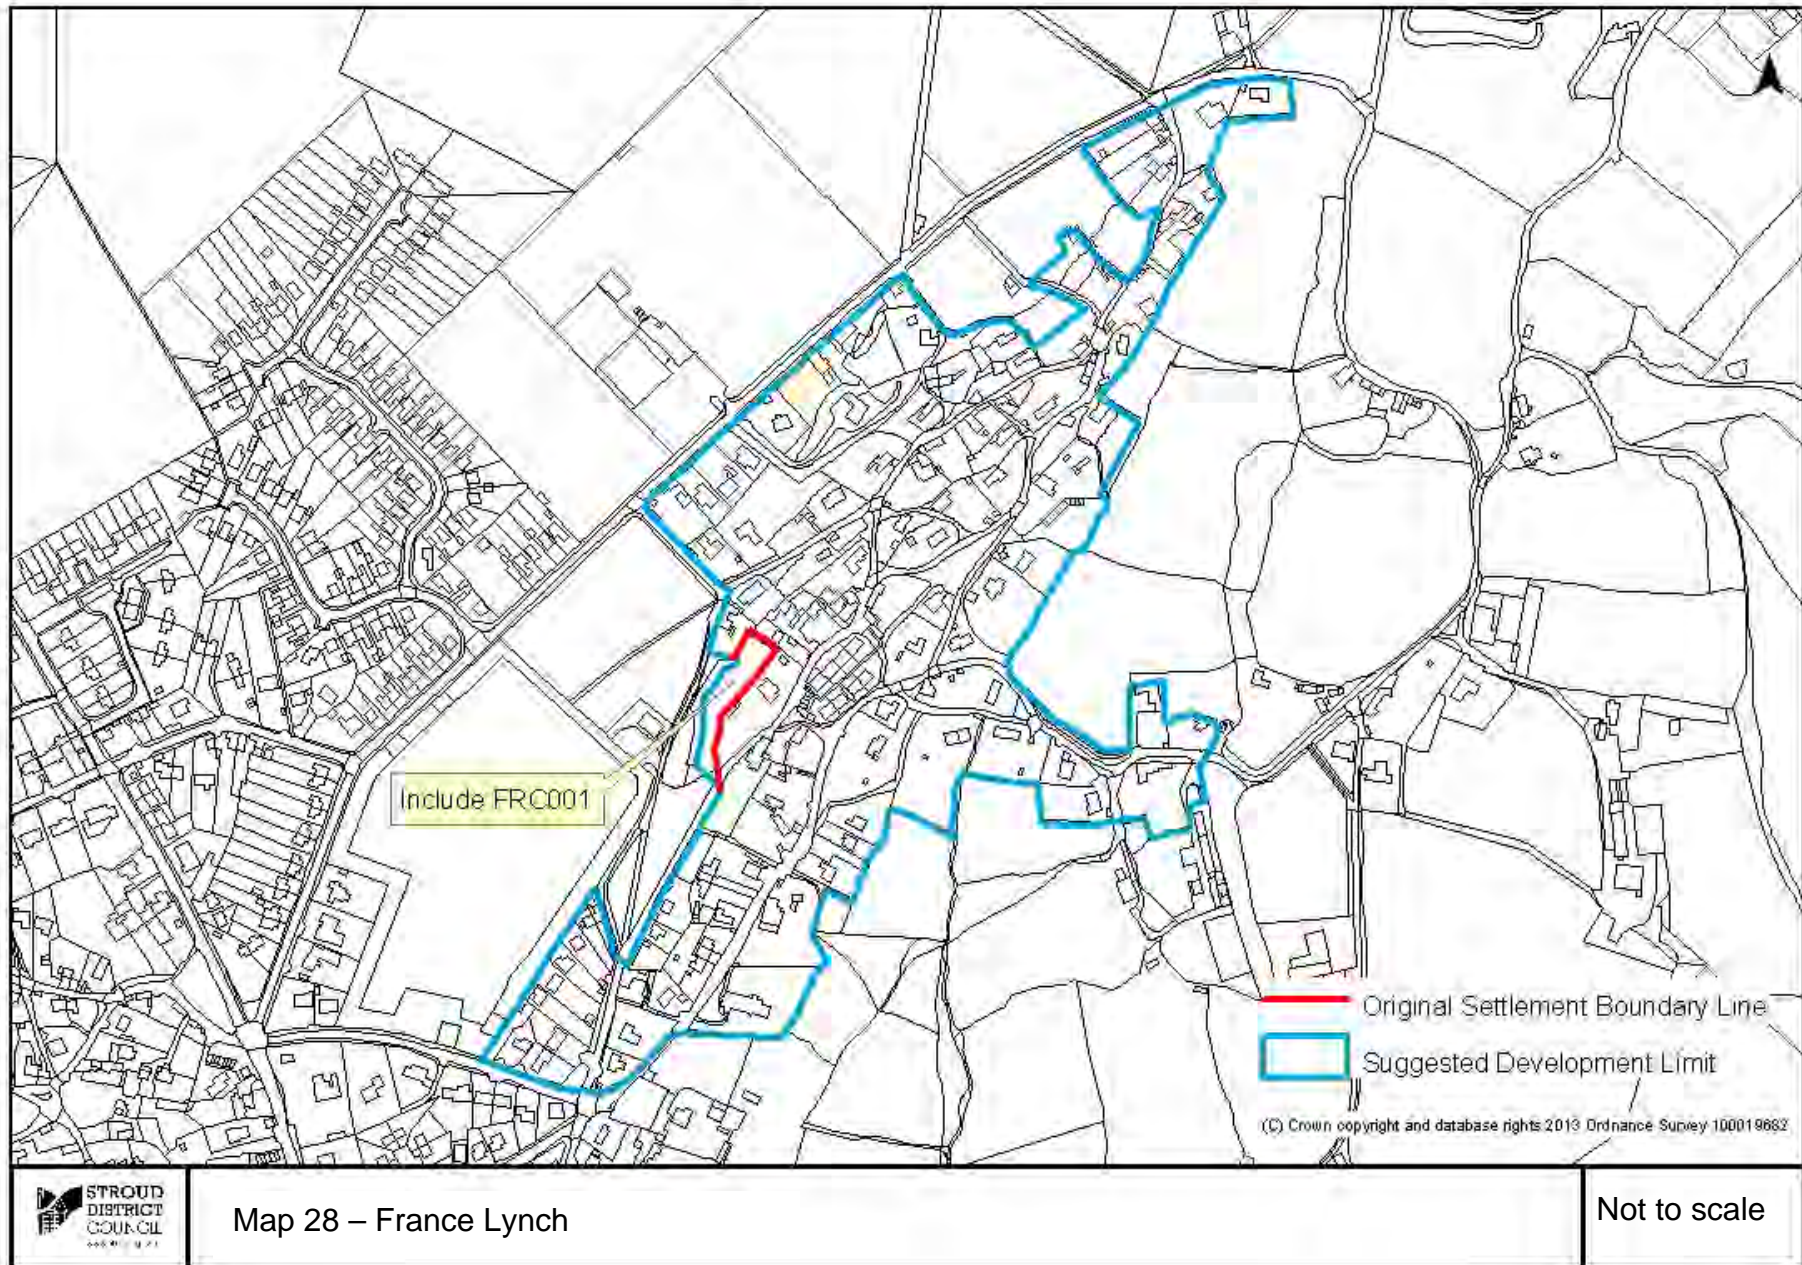 Include FRC001
Original Settlement Boundary Line
Suggested Development Limit
(C) Crown copyright and database rights 2013 Ordnance Survey 100019682
STROUD
DISTRICT
COUNCIL
Map 28 – France Lynch
Not to scale